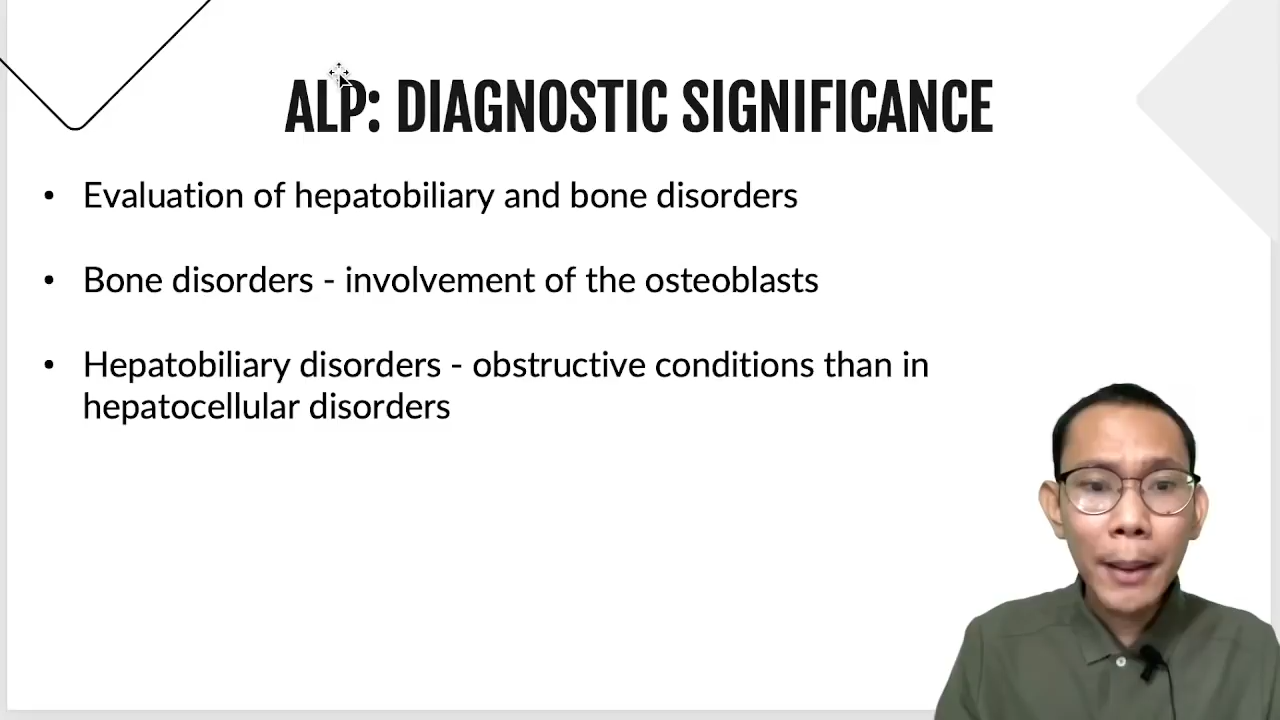 ALP: DIAGNOSTIC SIGNIFICANCE
• Evaluation of hepatobiliary and bone disorders
• Bone disorders - involvement of the osteoblasts
• Hepatobiliary disorders - obstructive conditions than in
hepatocellular disorders